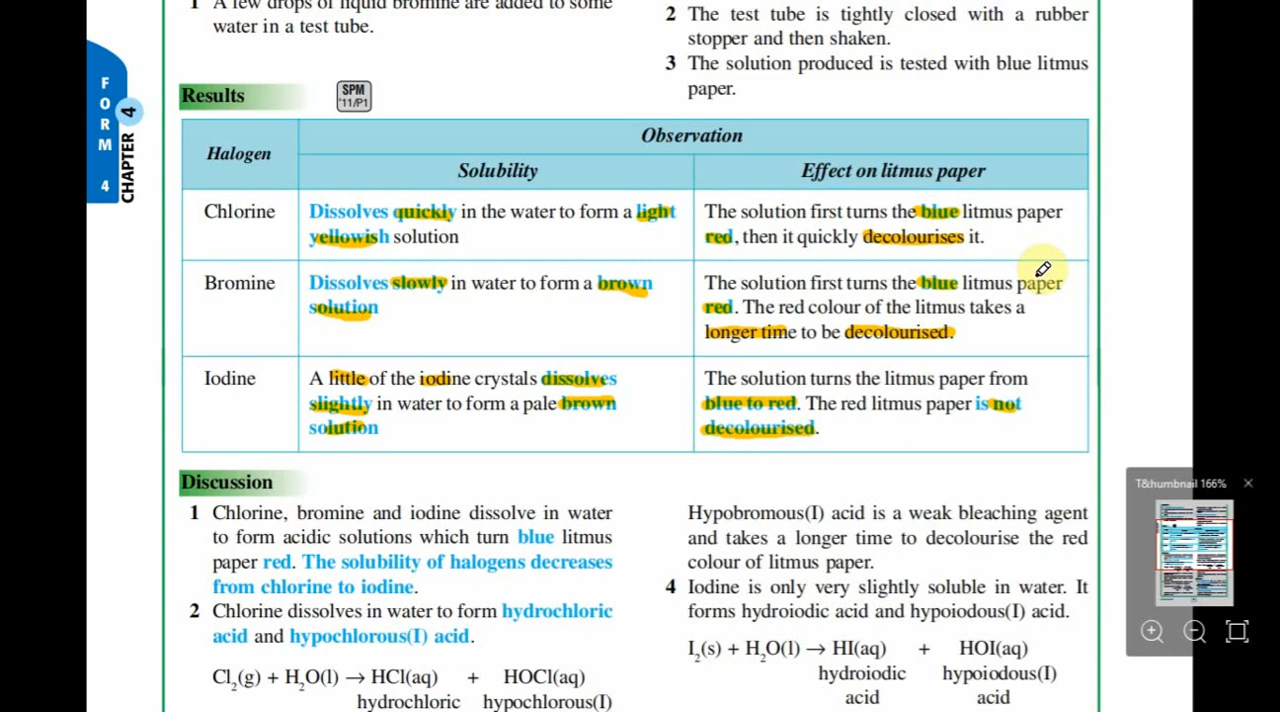 1 A few drops of liquid bromine are added to some
water in a test tube.
2 The test tube is tightly closed with a rubber
stopper and then shaken.
3 The solution produced is tested with blue litmus
paper.
FORM 4
CHAPTER 4
Results
SPM
'11/P1
Halogen
Observation
Solubility
Effect on litmus paper
Chlorine
Dissolves quickly in the water to form a light
yellowish solution
The solution first turns the blue litmus paper
red, then it quickly decolourises it.
Bromine
Dissolves slowly in water to form a brown
solution
The solution first turns the blue litmus paper
red. The red colour of the litmus takes a
longer time to be decolourised.
Iodine
A little of the iodine crystals dissolves
slightly in water to form a pale brown
solution
The solution turns the litmus paper from
blue to red. The red litmus paper is not
decolourised.
Discussion
1 Chlorine, bromine and iodine dissolve in water
to form acidic solutions which turn blue litmus
paper red. The solubility of halogens decreases
from chlorine to iodine.
2 Chlorine dissolves in water to form hydrochloric
acid and hypochlorous(I) acid.
Cl₂(g) + H₂O(l) → HCl(aq) + HOCl(aq)
hydrochloric hypochlorous(I)
Hypobromous(I) acid is a weak bleaching agent
and takes a longer time to decolourise the red
colour of litmus paper.
4 Iodine is only very slightly soluble in water. It
forms hydroiodic acid and hypoiodous(I) acid.
I₂(s) + H₂O(l) → HI(aq) + HOI(aq)
hydroiodic hypoiodous(I)
acid acid
T&humbnail 166%